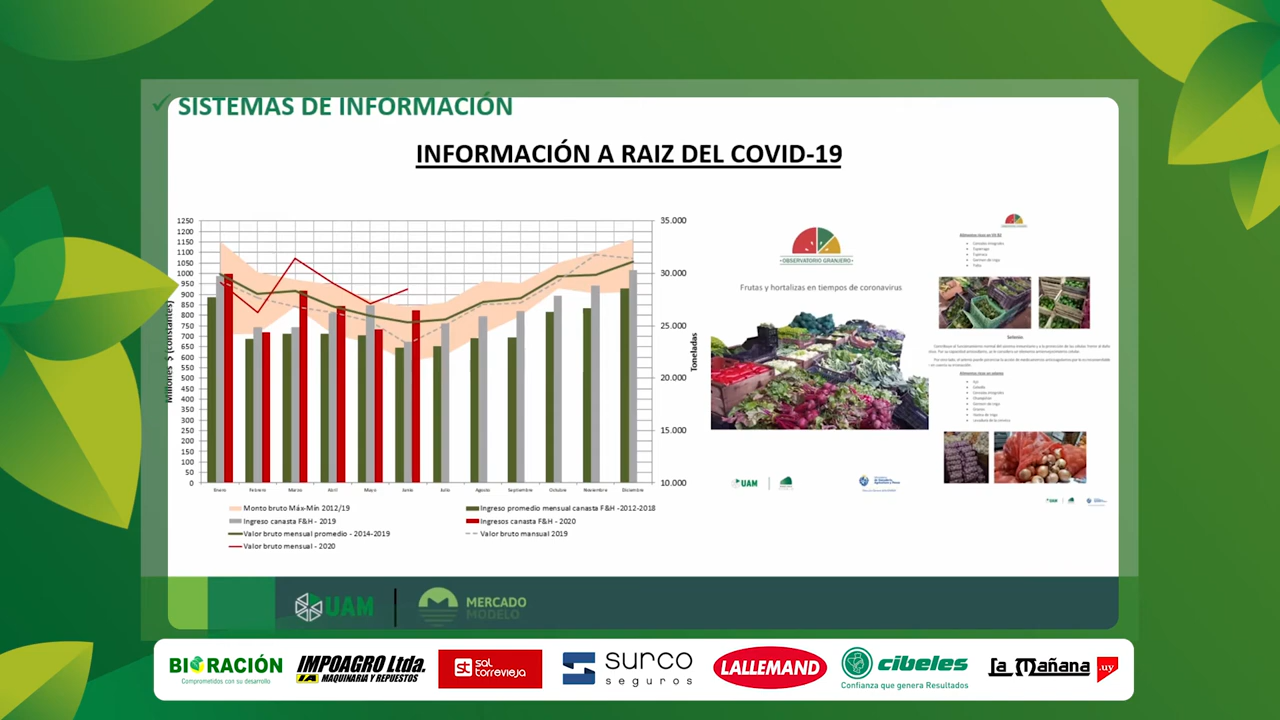 SISTEMAS DE INFORMACIÓN
INFORMACIÓN A RAIZ DEL COVID-19
1250
1200
1150
1100
1050
1000
950
900
850
800
750
700
650
600
550
500
450
400
350
300
250
200
150
100
50
0
Millones $ (constantes)
35.000
30.000
25.000
20.000
15.000
10.000
Toneladas
Enero
Febrero
Marzo
Abril
Mayo
Junio
Julio
Agosto
Septiembre
Octubre
Noviembre
Diciembre
Monto bruto Máx-Mín 2012/19
Ingreso promedio mensual canasta F&H -2012-2018
Ingreso canasta F&H - 2019
Ingresos canasta F&H - 2020
Valor bruto mensual promedio - 2014-2019
Valor bruto mansual 2019
Valor bruto mensual - 2020
•OBSERVATORIO GRANJERO•
Frutas y hortalizas en tiempos de coronavirus
UAM
UAM
MERCADO
MODELO
BIORACIÓN
Comprometidos con su desarrollo
IMPOAGRO Ltda.
IA MAQUINARIA Y REPUESTOS
st sal torrevieja
surco
seguros
LALLEMAND
cibeles
Confianza que genera Resultados
La Mañana .uy